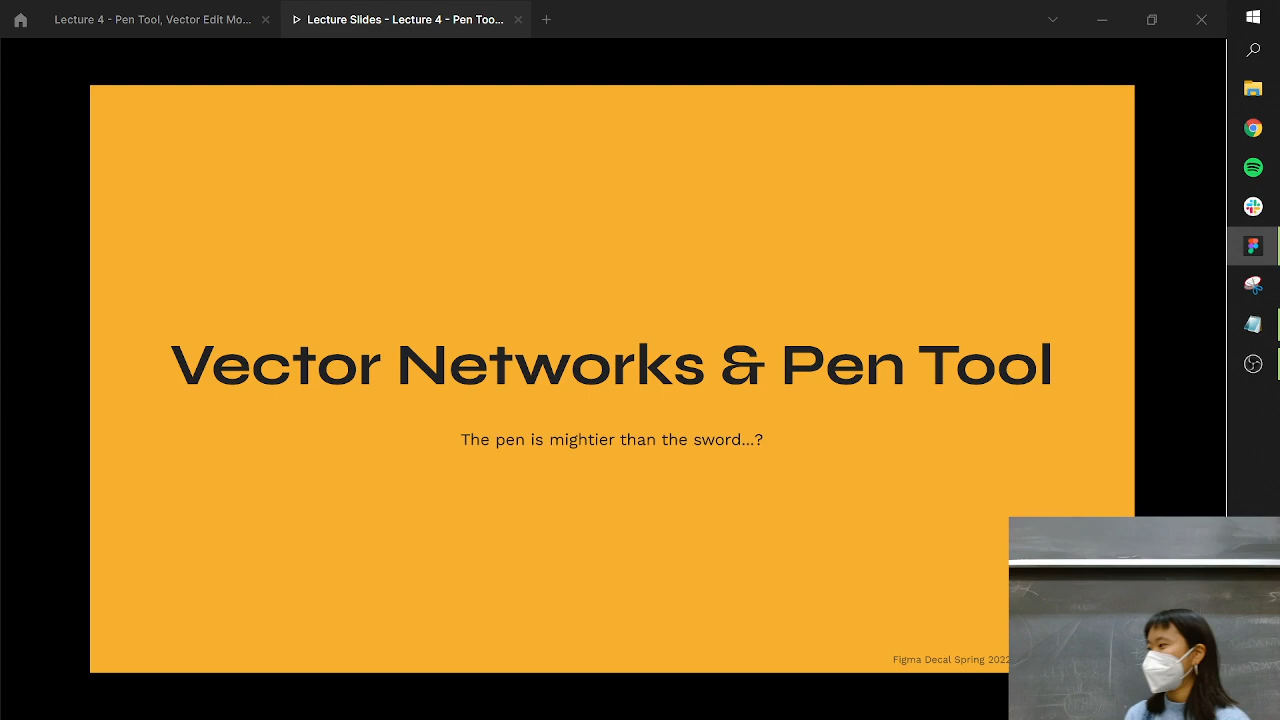 Lecture 4 - Pen Tool, Vector Edit Mo...
Lecture Slides - Lecture 4 - Pen Too...
Vector Networks & Pen Tool
The pen is mightier than the sword...?
Figma Decal Spring 2022